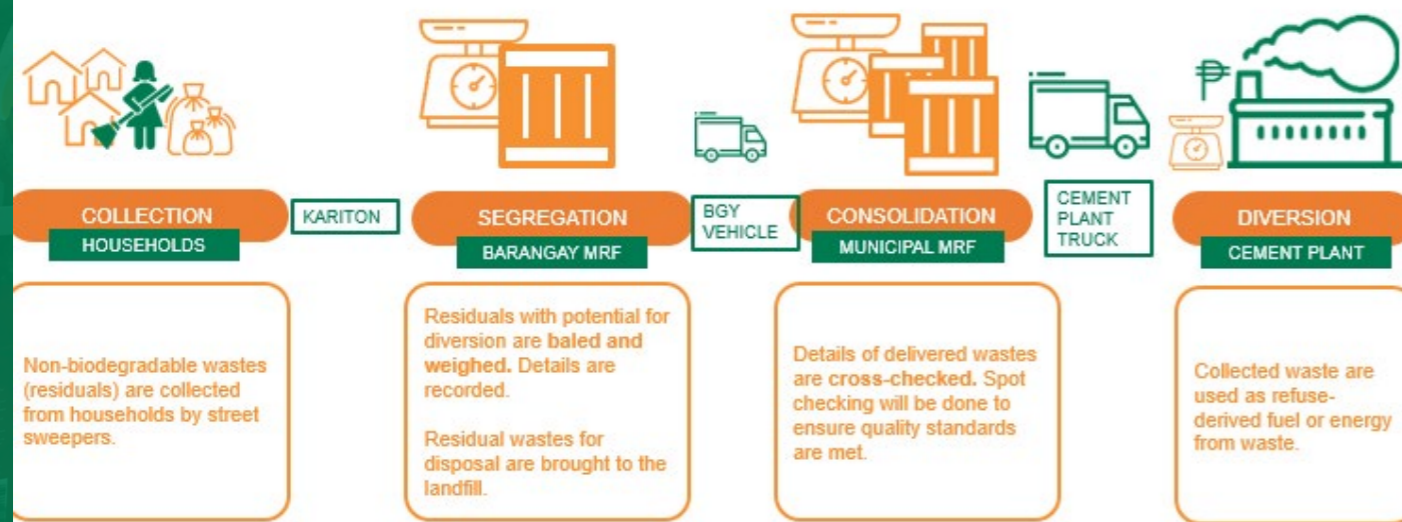 COLLECTION
HOUSEHOLDS
KARITON
SEGREGATION
BARANGAY MRF
BGY
VEHICLE
CONSOLIDATION
MUNICIPAL MRF
CEMENT
PLANT
TRUCK
DIVERSION
CEMENT PLANT
Non-biodegradable wastes
(residuals) are collected
from households by street
sweepers.
Residuals with potential for
diversion are baled and
weighed. Details are
recorded.
Residual wastes for
disposal are brought to the
landfill.
Details of delivered wastes
are cross-checked. Spot
checking will be done to
ensure quality standards
are met.
Collected waste are
used as refuse-
derived fuel or energy
from waste.